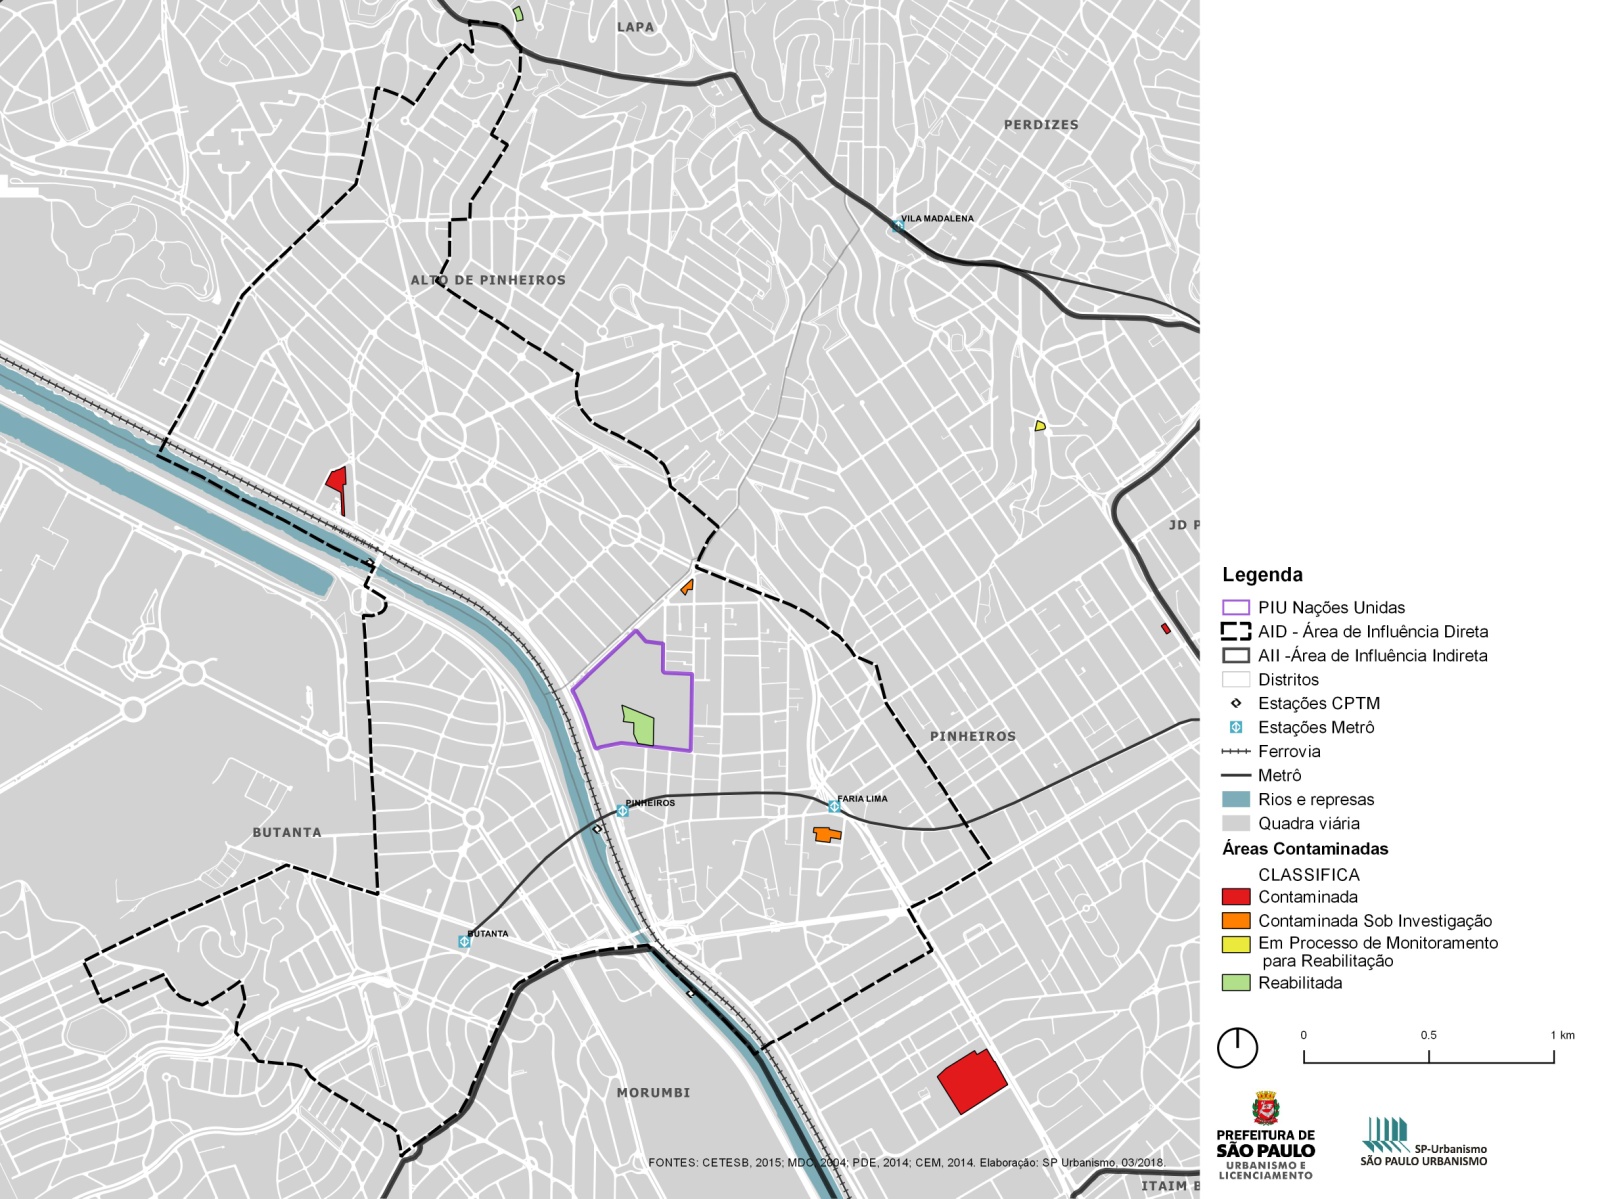 LAPA
PERDIZES
VILA MADALENA
ALTO DE PINHEIROS
JD P
PINHEIROS
PINHEIROS
FARIA LIMA
BUTANTA
BUTANTA
MORUMBI
FONTES: CETESB, 2015; MDC, 2004; PDE, 2014; CEM, 2014. Elaboração: SP Urbanismo, 03/2018.
ITAIM B
Legenda
PIU Nações Unidas
AID - Área de Influência Direta
AII -Área de Influência Indireta
Distritos
Estações CPTM
Estações Metrô
Ferrovia
Metrô
Rios e represas
Quadra viária
Áreas Contaminadas
CLASSIFICA
Contaminada
Contaminada Sob Investigação
Em Processo de Monitoramento
para Reabilitação
Reabilitada
0 0.5 1 km
PREFEITURA DE
SÃO PAULO
URBANISMO E
LICENCIAMENTO
SP-Urbanismo
SÃO PAULO URBANISMO